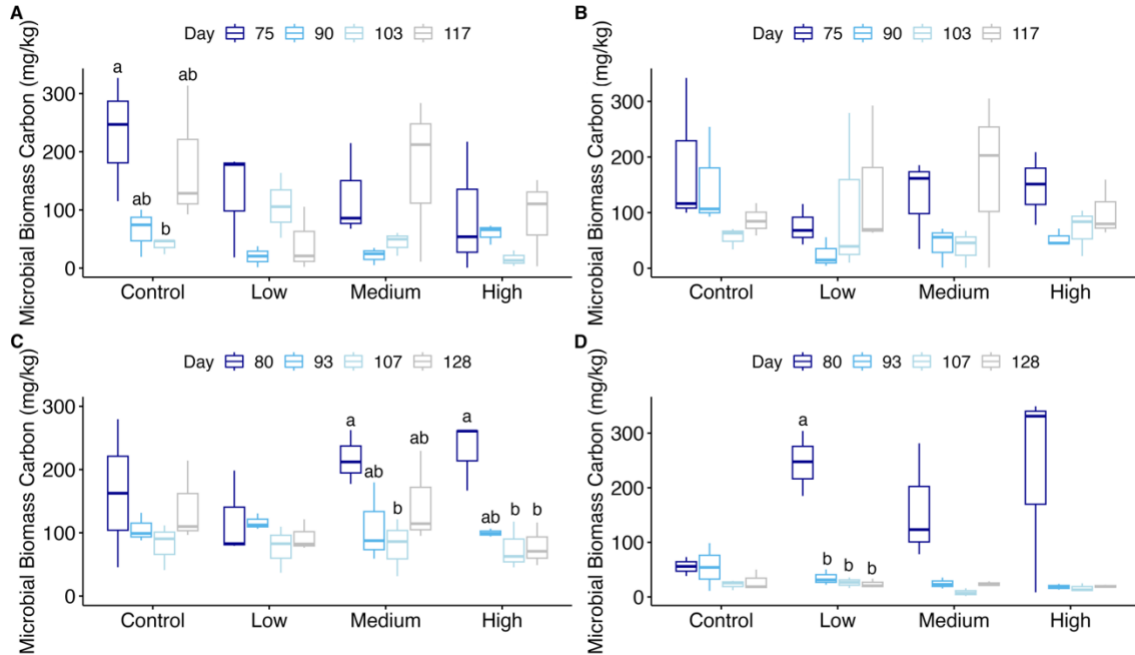 A
Day 75 90 103 117
Microbial Biomass Carbon (mg/kg)
300
200
100
0
a
ab
b
ab
Control Low Medium High
B
Day 75 90 103 117
Microbial Biomass Carbon (mg/kg)
300
200
100
0
Control Low Medium High
C
Day 80 93 107 128
Microbial Biomass Carbon (mg/kg)
300
200
100
0
a
ab
b
ab
a
ab
b
b
Control Low Medium High
D
Day 80 93 107 128
Microbial Biomass Carbon (mg/kg)
300
200
100
0
a
b
b
b
Control Low Medium High